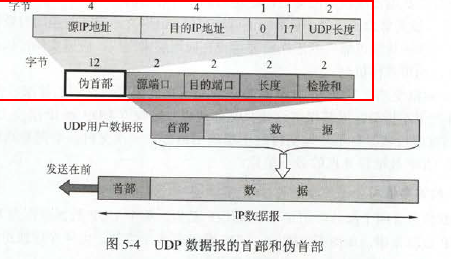 字节 4 4 1 1 2
源IP地址 目的IP地址 0 17 UDP长度
字节 12 2 2 2 2
伪首部 源端口 目的端口 长度 检验和
UDP用户数据报 首部 数 据
发送在前
首部 数 据
IP数据报
图 5-4 UDP 数据报的首部和伪首部